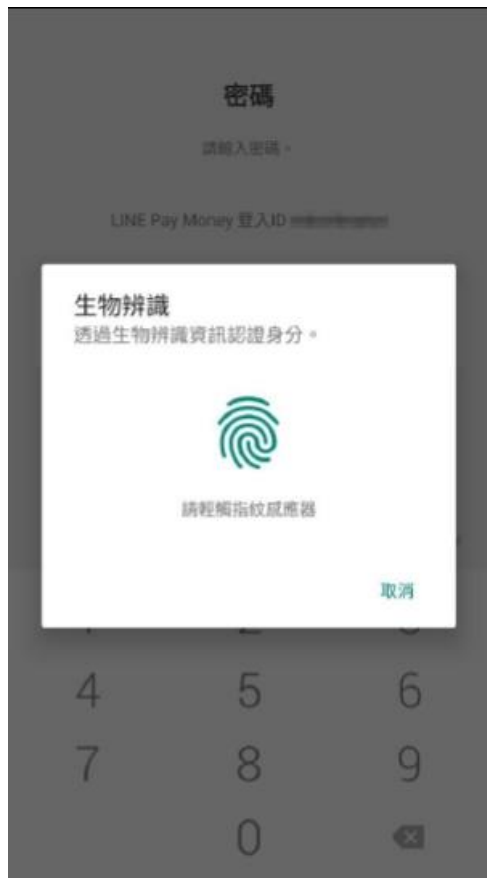 密碼
請輸入密碼。
LINE Pay Money 登入ID
生物辨識
透過生物辨識資訊認證身分。
請輕觸指紋感應器
取消
4 5 6
7 8 9
0